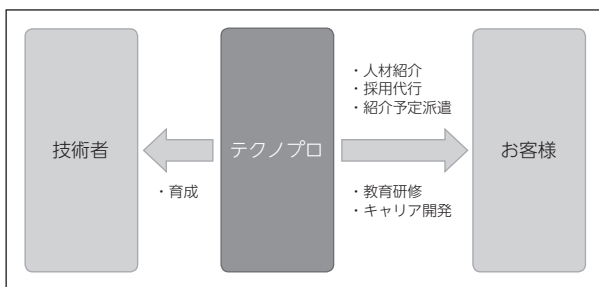 ・人材紹介
・採用代行
・紹介予定派遣
技術者
テクノプロ
お客様
・育成
・教育研修
・キャリア開発